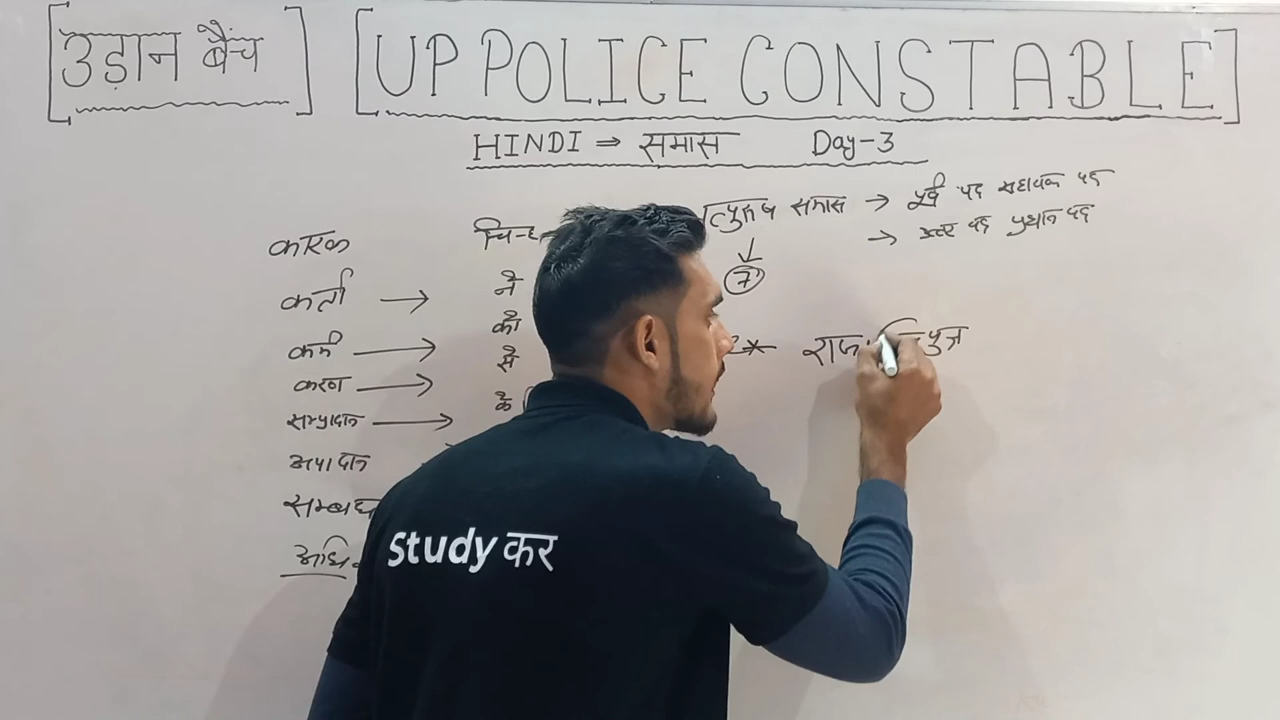 उड़ान बैच
UP POLICE CONSTABLE
HINDI ⇒ समास Day-3
समास → पूर्व पद सहायक पद
→ उत्तर पद प्रधान पद
7
कारक
कर्ता → ने
कर्म → को
करण → से
सम्प्रदान → के
अपादान
सम्बन्ध
Study कर